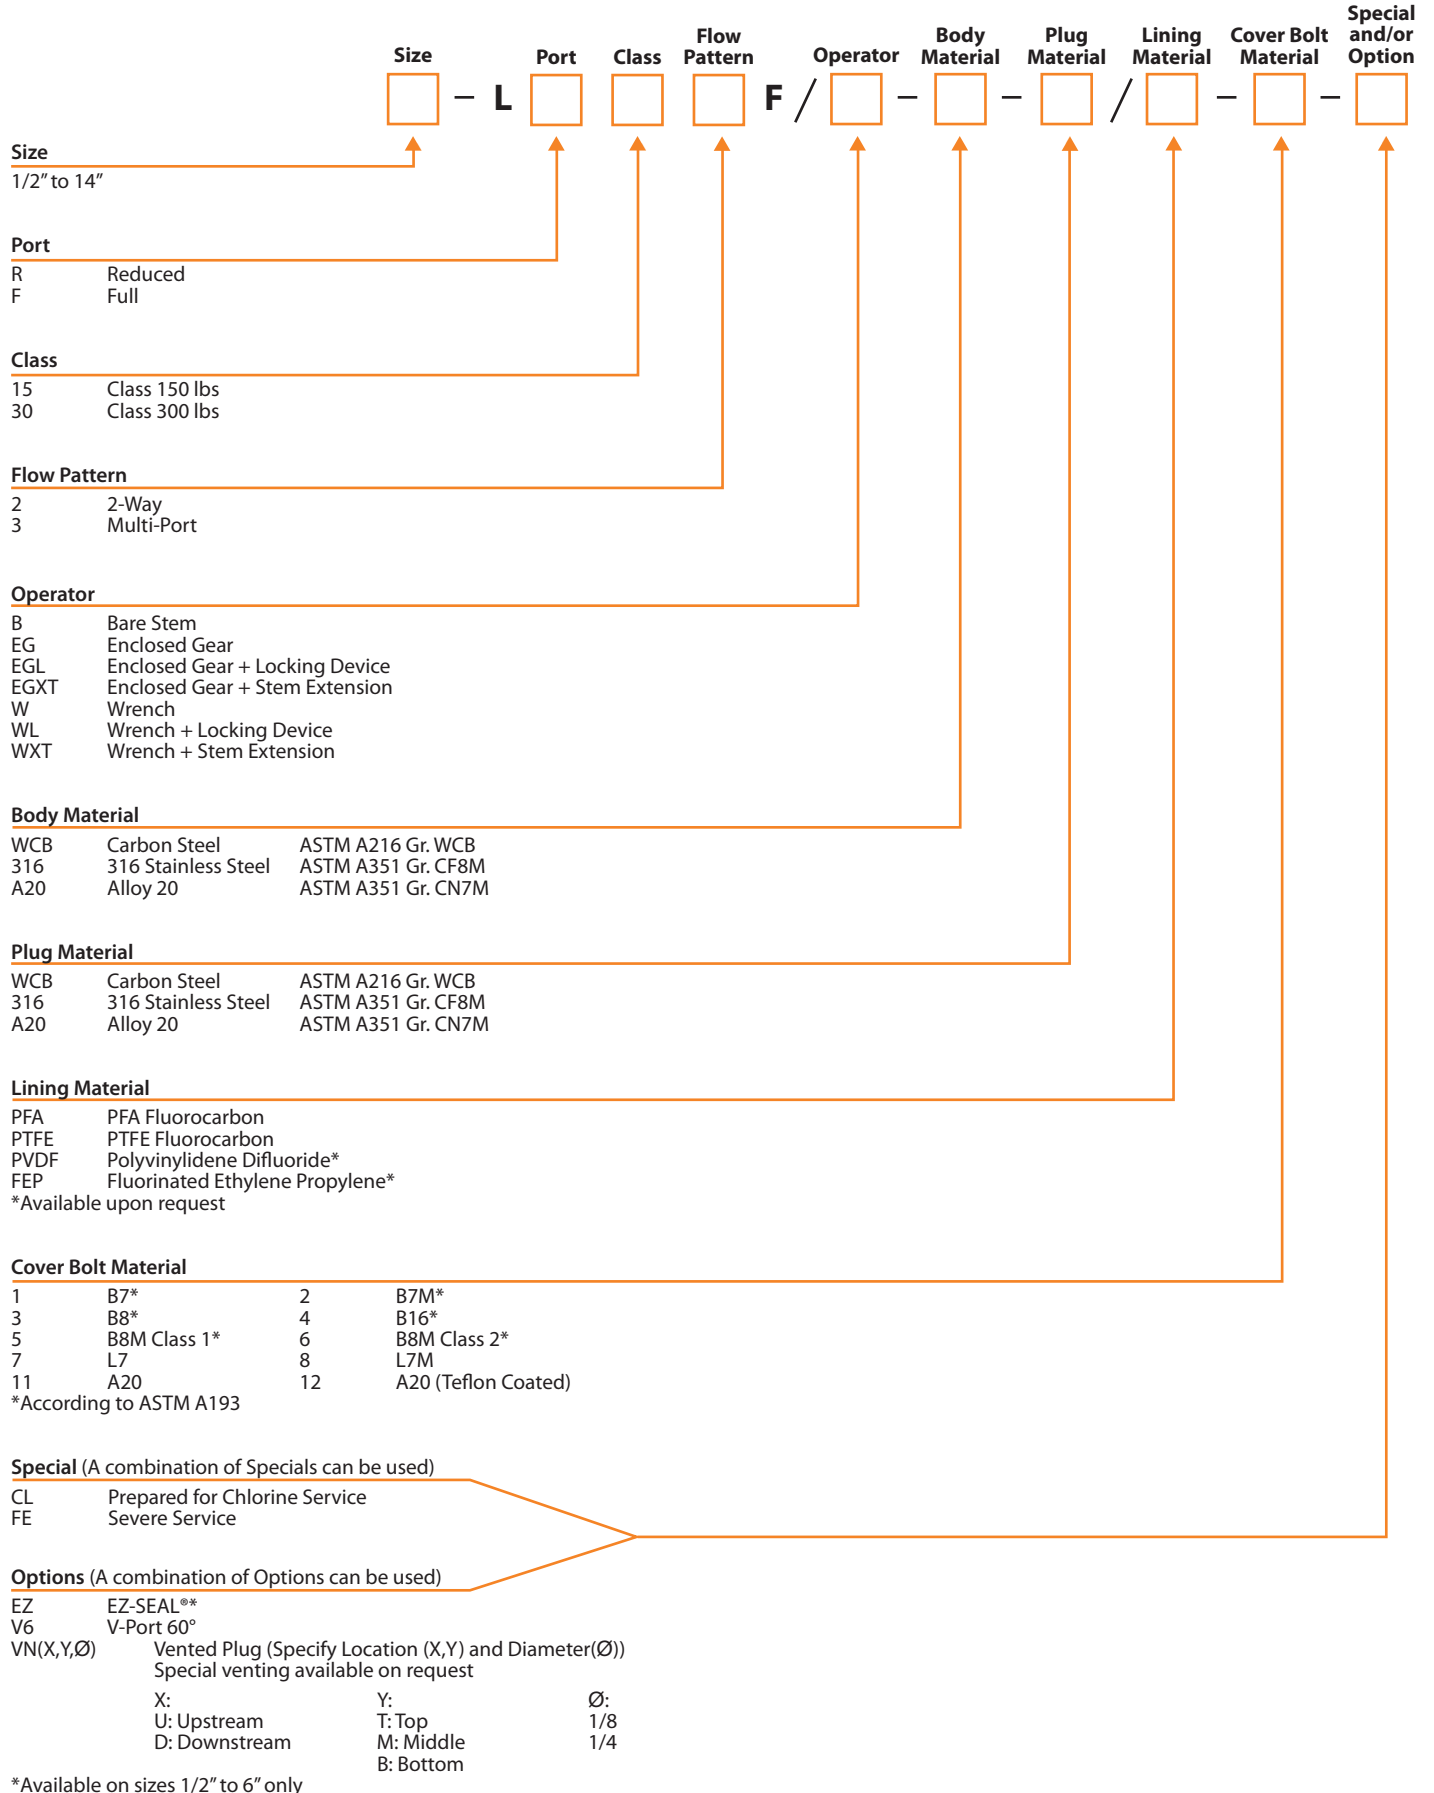 Size Port Class Flow Pattern Operator Body Material Plug Material Lining Material Cover Bolt Material Special and/or Option
– L F / – – / – –
Size
1/2” to 14”
Port
R Reduced
F Full
Class
15 Class 150 lbs
30 Class 300 lbs
Flow Pattern
2 2-Way
3 Multi-Port
Operator
B Bare Stem
EG Enclosed Gear
EGL Enclosed Gear + Locking Device
EGXT Enclosed Gear + Stem Extension
W Wrench
WL Wrench + Locking Device
WXT Wrench + Stem Extension
Body Material
WCB Carbon Steel ASTM A216 Gr. WCB
316 316 Stainless Steel ASTM A351 Gr. CF8M
A20 Alloy 20 ASTM A351 Gr. CN7M
Plug Material
WCB Carbon Steel ASTM A216 Gr. WCB
316 316 Stainless Steel ASTM A351 Gr. CF8M
A20 Alloy 20 ASTM A351 Gr. CN7M
Lining Material
PFA PFA Fluorocarbon
PTFE PTFE Fluorocarbon
PVDF Polyvinylidene Difluoride*
FEP Fluorinated Ethylene Propylene*
*Available upon request
Cover Bolt Material
1 B7* 2 B7M*
3 B8* 4 B16*
5 B8M Class 1* 6 B8M Class 2*
7 L7 8 L7M
11 A20 12 A20 (Teflon Coated)
*According to ASTM A193
Special (A combination of Specials can be used)
CL Prepared for Chlorine Service
FE Severe Service
Options (A combination of Options can be used)
EZ EZ-SEAL®*
V6 V-Port 60°
VN(X,Y,Ø) Vented Plug (Specify Location (X,Y) and Diameter(Ø))
Special venting available on request
X: Y: Ø:
U: Upstream T: Top 1/8
D: Downstream M: Middle 1/4
B: Bottom
*Available on sizes 1/2” to 6” only